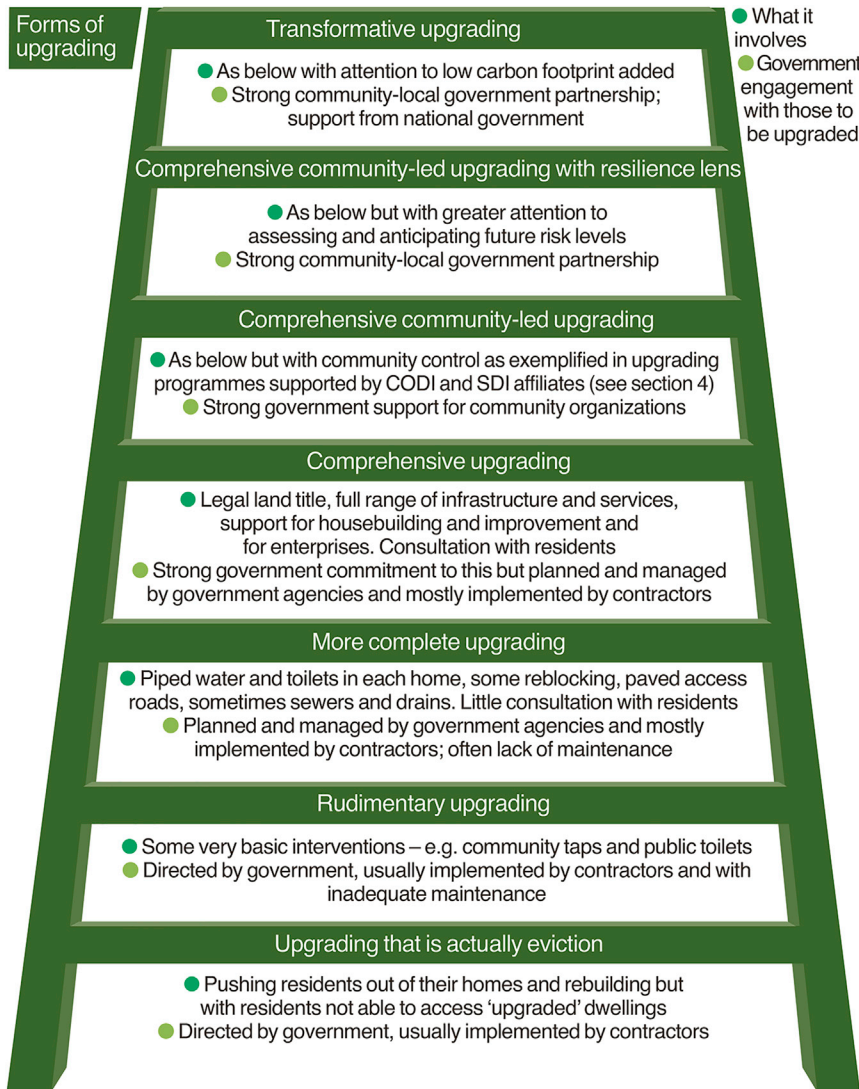 Forms of
upgrading
● What it
involves
● Government
engagement
with those to
be upgraded
Transformative upgrading
● As below with attention to low carbon footprint added
● Strong community-local government partnership;
support from national government
Comprehensive community-led upgrading with resilience lens
● As below but with greater attention to
assessing and anticipating future risk levels
● Strong community-local government partnership
Comprehensive community-led upgrading
● As below but with community control as exemplified in upgrading
programmes supported by CODI and SDI affiliates (see section 4)
● Strong government support for community organizations
Comprehensive upgrading
● Legal land title, full range of infrastructure and services,
support for housebuilding and improvement and
for enterprises. Consultation with residents
● Strong government commitment to this but planned and managed
by government agencies and mostly implemented by contractors
More complete upgrading
● Piped water and toilets in each home, some reblocking, paved access
roads, sometimes sewers and drains. Little consultation with residents
● Planned and managed by government agencies and mostly
implemented by contractors; often lack of maintenance
Rudimentary upgrading
● Some very basic interventions – e.g. community taps and public toilets
● Directed by government, usually implemented by contractors and with
inadequate maintenance
Upgrading that is actually eviction
● Pushing residents out of their homes and rebuilding but
with residents not able to access ‘upgraded’ dwellings
● Directed by government, usually implemented by contractors